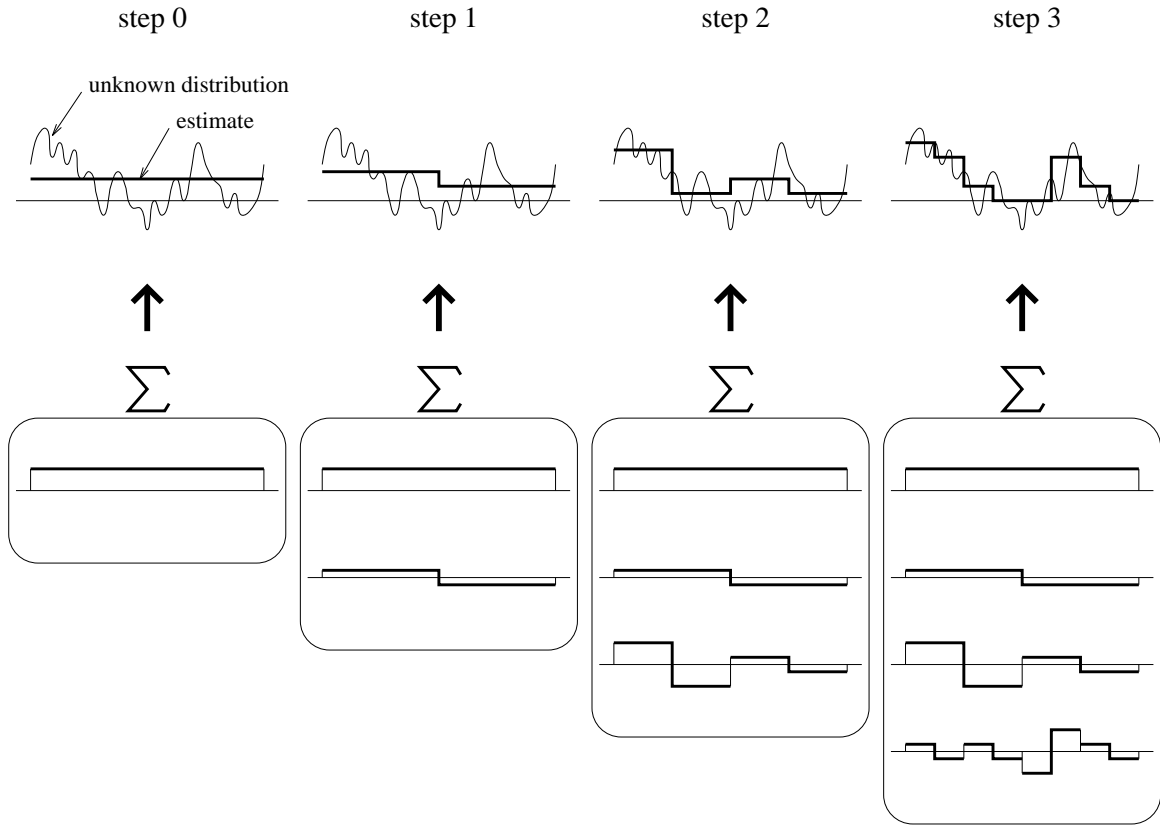 step 0
step 1
step 2
step 3
unknown distribution
estimate
Σ
Σ
Σ
Σ